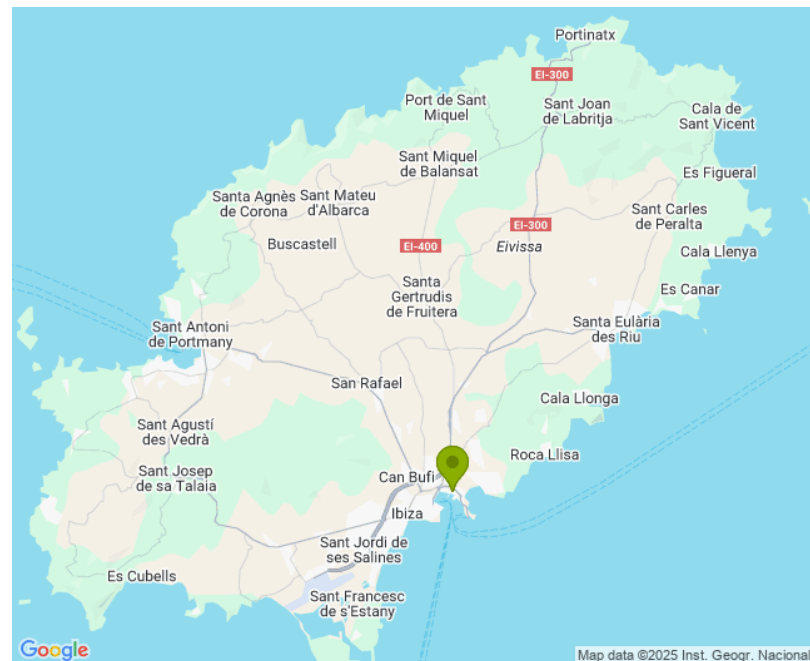 Portinatx
EI-300
Port de Sant
Miquel
Sant Joan
de Labritja
Cala de
Sant Vicent
Sant Miquel
de Balansat
Es Figueral
Santa Agnès
de Corona
Sant Mateu
d'Albarca
Sant Carles
de Peralta
EI-300
Buscastell
EI-400
Eivissa
Cala Llenya
Santa
Gertrudis
de Fruitera
Es Canar
Sant Antoni
de Portmany
Santa Eulària
des Riu
San Rafael
Cala Llonga
Sant Agustí
des Vedrà
Roca Llisa
Sant Josep
de sa Talaia
Can Bufi
Ibiza
Sant Jordi de
ses Salines
Es Cubells
Sant Francesc
de s'Estany
Google
Map data ©2025 Inst. Geogr. Nacional